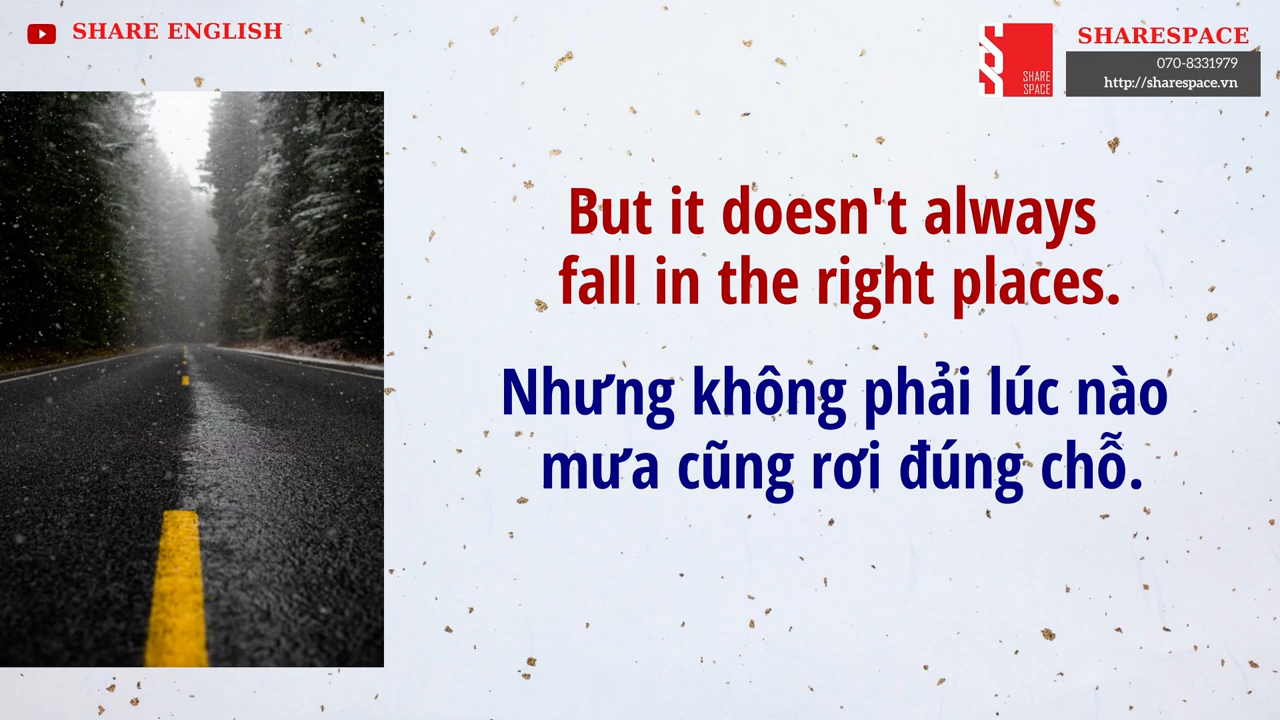 SHARE ENGLISH
SHARESPACE
070-8331979
http://sharespace.vn
SHARE
SPACE
But it doesn't always
fall in the right places.
Nhưng không phải lúc nào
mưa cũng rơi đúng chỗ.